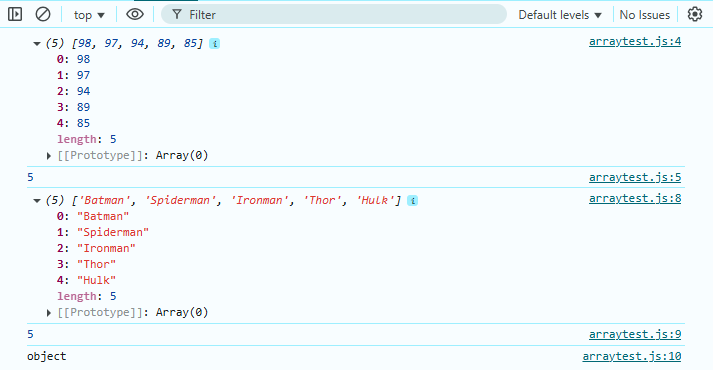 top Filter Default levels No Issues
(5) [98, 97, 94, 89, 85] i arraytest.js:4
0: 98
1: 97
2: 94
3: 89
4: 85
length: 5
[[Prototype]]: Array(0)
5 arraytest.js:5
(5) ['Batman', 'Spiderman', 'Ironman', 'Thor', 'Hulk'] i arraytest.js:8
0: "Batman"
1: "Spiderman"
2: "Ironman"
3: "Thor"
4: "Hulk"
length: 5
[[Prototype]]: Array(0)
5 arraytest.js:9
object arraytest.js:10